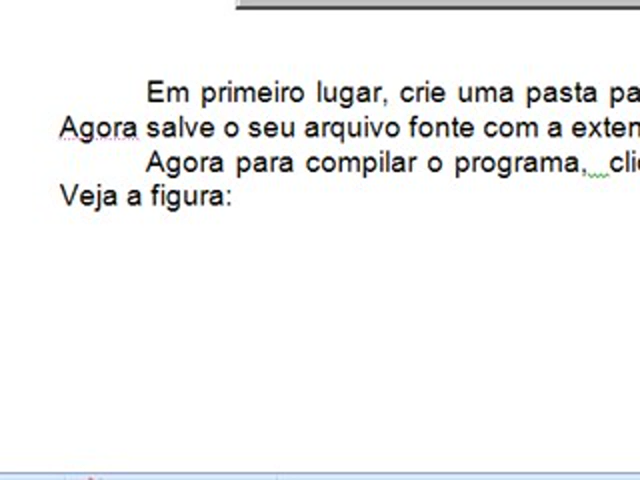 Em primeiro lugar, crie uma pasta pa
Agora salve o seu arquivo fonte com a exten
Agora para compilar o programa, clic
Veja a figura: